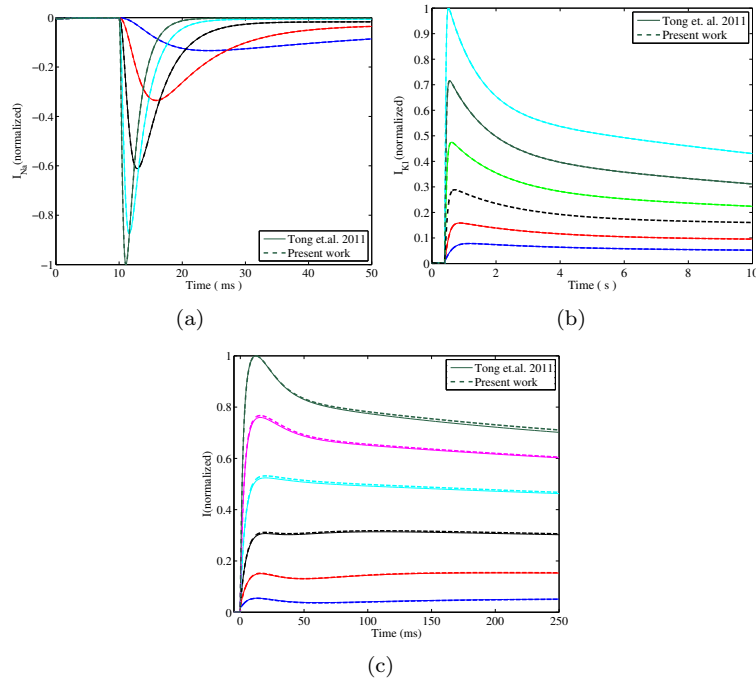 0
−0.2
−0.4
−0.6
−0.8
−1
I_Na (normalized)
0 10 20 30 40 50
Time ( ms )
Tong et.al. 2011
Present work
(a)
1
0.9
0.8
0.7
0.6
0.5
0.4
0.3
0.2
0.1
0
I_K1 (normalized)
0 2 4 6 8 10
Time ( s )
Tong et. al. 2011
Present work
(b)
1
0.8
0.6
0.4
0.2
0
I(normalized)
0 50 100 150 200 250
Time (ms)
Tong et.al. 2011
Present work
(c)